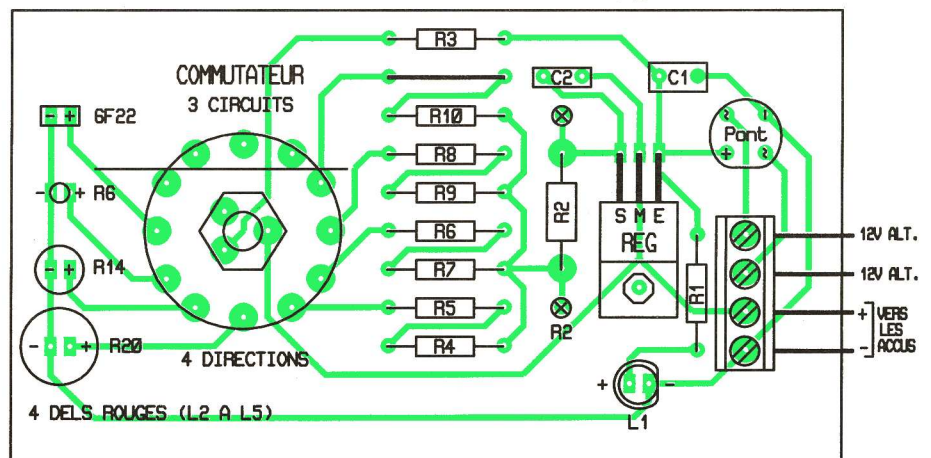 R3
COMMUTATEUR
3 CIRCUITS
C2
C1
- + 6F22
R10
~ -
Pont
+ ~
R8
- + R6
R9
R2
S M E
REG
R6
12V ALT.
- + R14
R7
12V ALT.
R1
R5
+ VERS
LES
- ACCUS
R2
- + R20
4 DIRECTIONS
R4
+ -
L1
4 DELS ROUGES (L2 A L5)